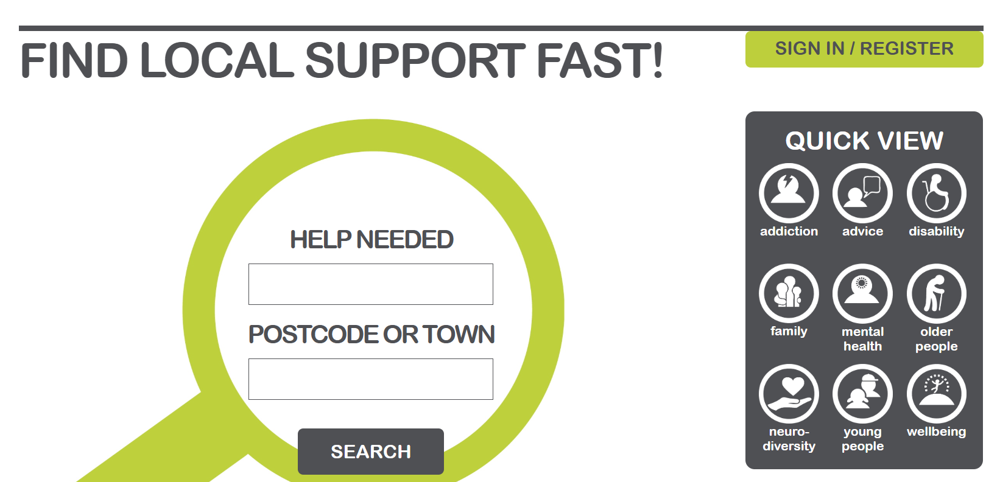 FIND LOCAL SUPPORT FAST!
SIGN IN / REGISTER
HELP NEEDED
POSTCODE OR TOWN
SEARCH
QUICK VIEW
addiction
advice
disability
family
mental
health
older
people
neuro-
diversity
young
people
wellbeing